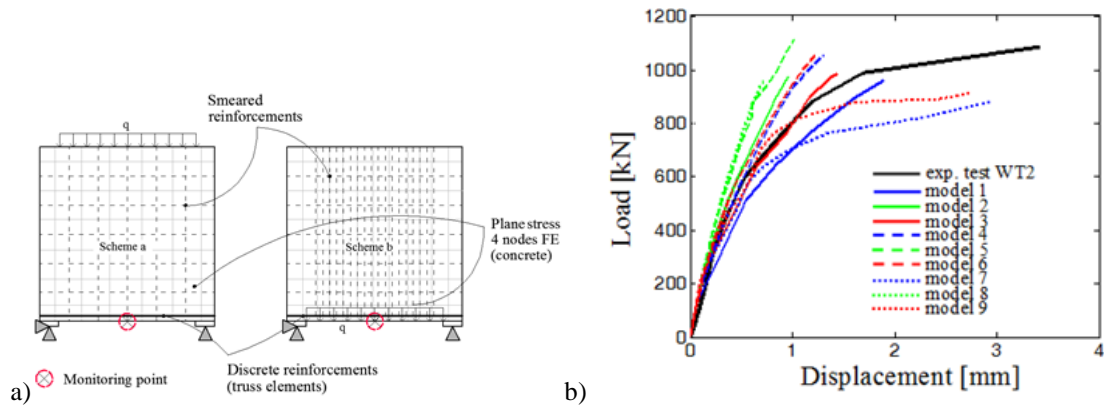 a)
q
Smeared
reinforcements
Scheme a
Scheme b
Plane stress
4 nodes FE
(concrete)
q
Discrete reinforcements
(truss elements)
Monitoring point
b)
1200
1000
800
600
400
200
0
Load [kN]
exp. test WT2
model 1
model 2
model 3
model 4
model 5
model 6
model 7
model 8
model 9
0
1
2
3
4
Displacement [mm]